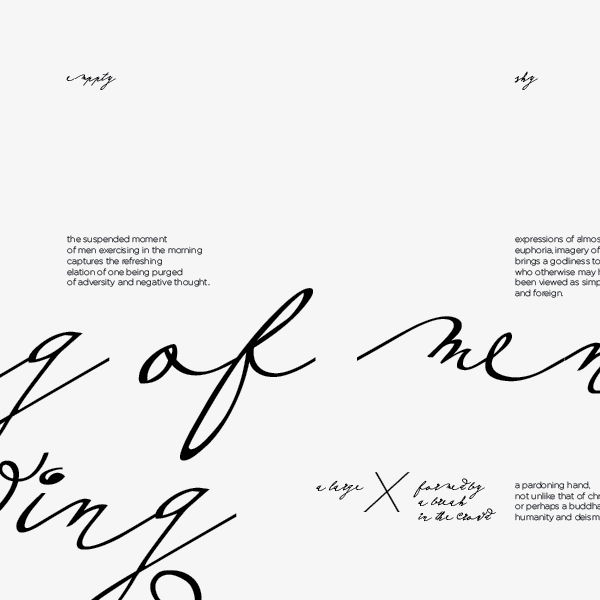 empty
sky
the suspended moment
of men exercising in the morning
captures the refreshing
elation of one being purged
of adversity and negative thought.
expressions of almos
euphoria, imagery of
brings a godliness to
who otherwise may h
been viewed as simp
and foreign.
g of men
ing
a large X formed by
a break
in the crowd
a pardoning hand,
not unlike that of chr
or perhaps a buddha
humanity and deism